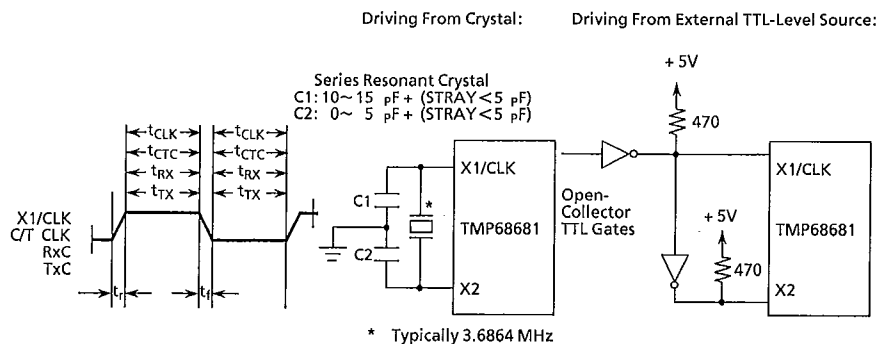 Driving From Crystal:
Driving From External TTL-Level Source:
Series Resonant Crystal
C1: 10~ 15 pF + (STRAY<5 pF)
C2: 0~ 5 pF + (STRAY<5 pF)
tCLK
tCTC
tRX
tTX
tCLK
tCTC
tRX
tTX
X1/CLK
C/T CLK
RxC
TxC
tr
tf
C1
C2
*
X1/CLK
TMP68681
X2
* Typically 3.6864 MHz
+ 5V
470
Open-
Collector
TTL Gates
+ 5V
470
X1/CLK
TMP68681
X2